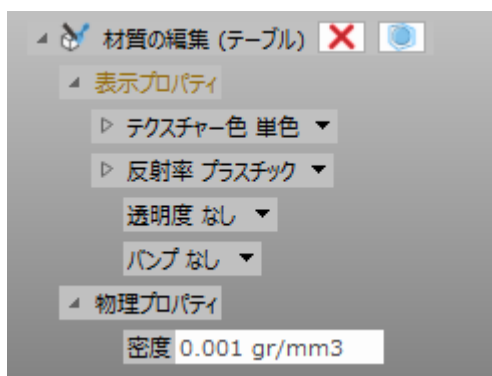 材質の編集 (テーブル)
表示プロパティ
テクスチャー色 単色
反射率 プラスチック
透明度 なし
バンプ なし
物理プロパティ
密度 0.001 gr/mm3